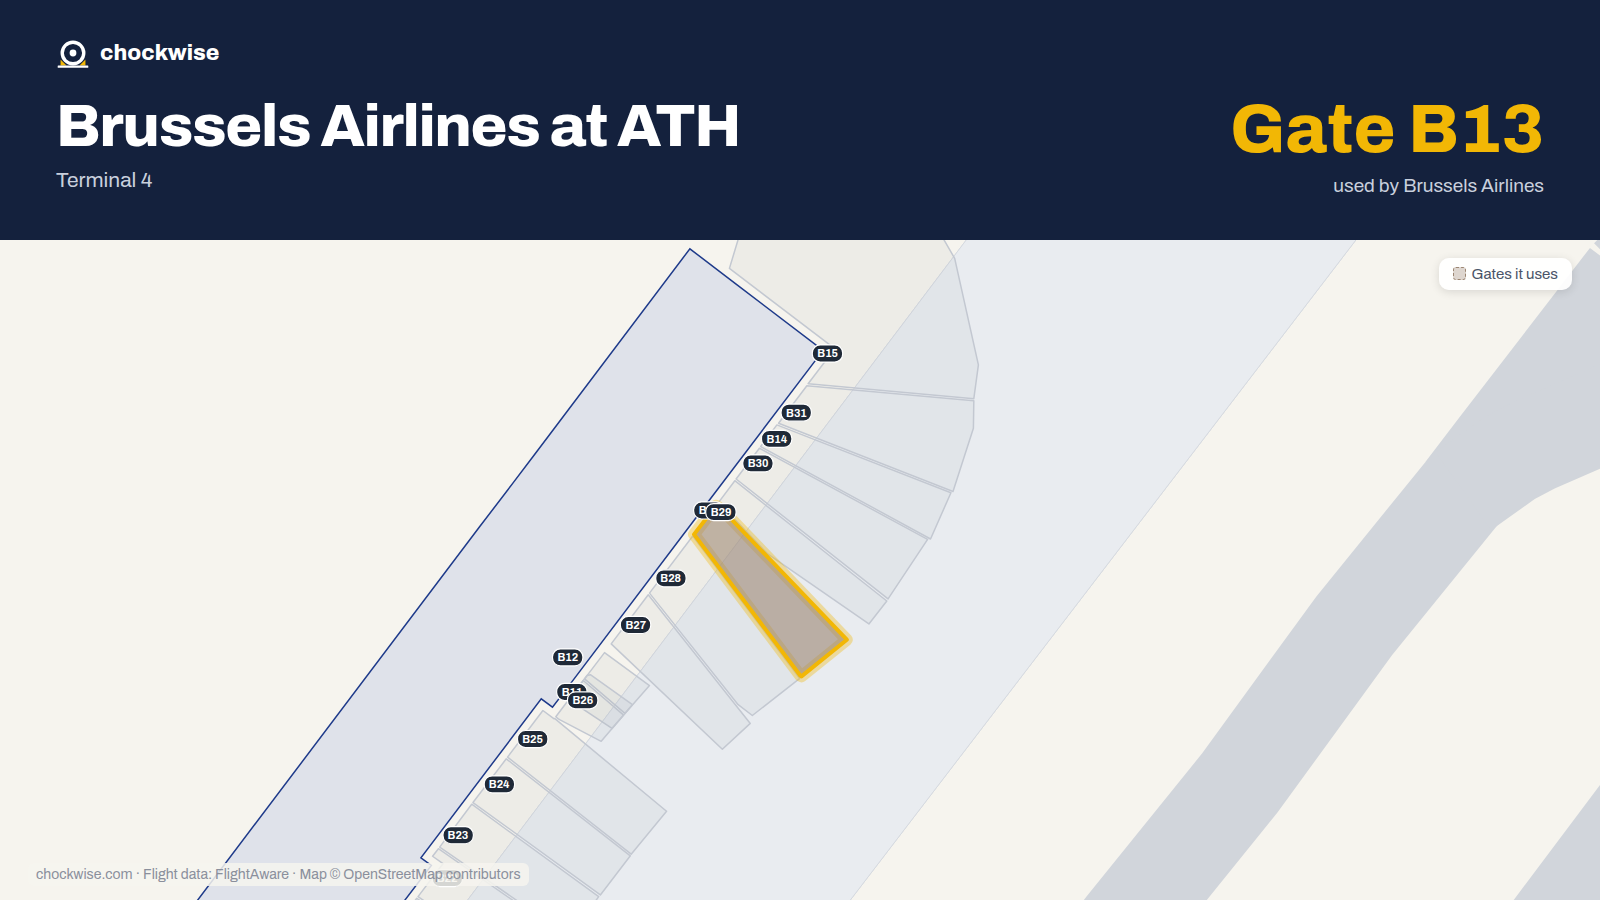 chockwise
Brussels Airlines at ATH
Terminal 4
Gate B13
used by Brussels Airlines
Gates it uses
B15
B31
B14
B30
B29
B28
B27
B12
B11
B26
B25
B24
B23
chockwise.com · Flight data: FlightAware · Map © OpenStreetMap contributors